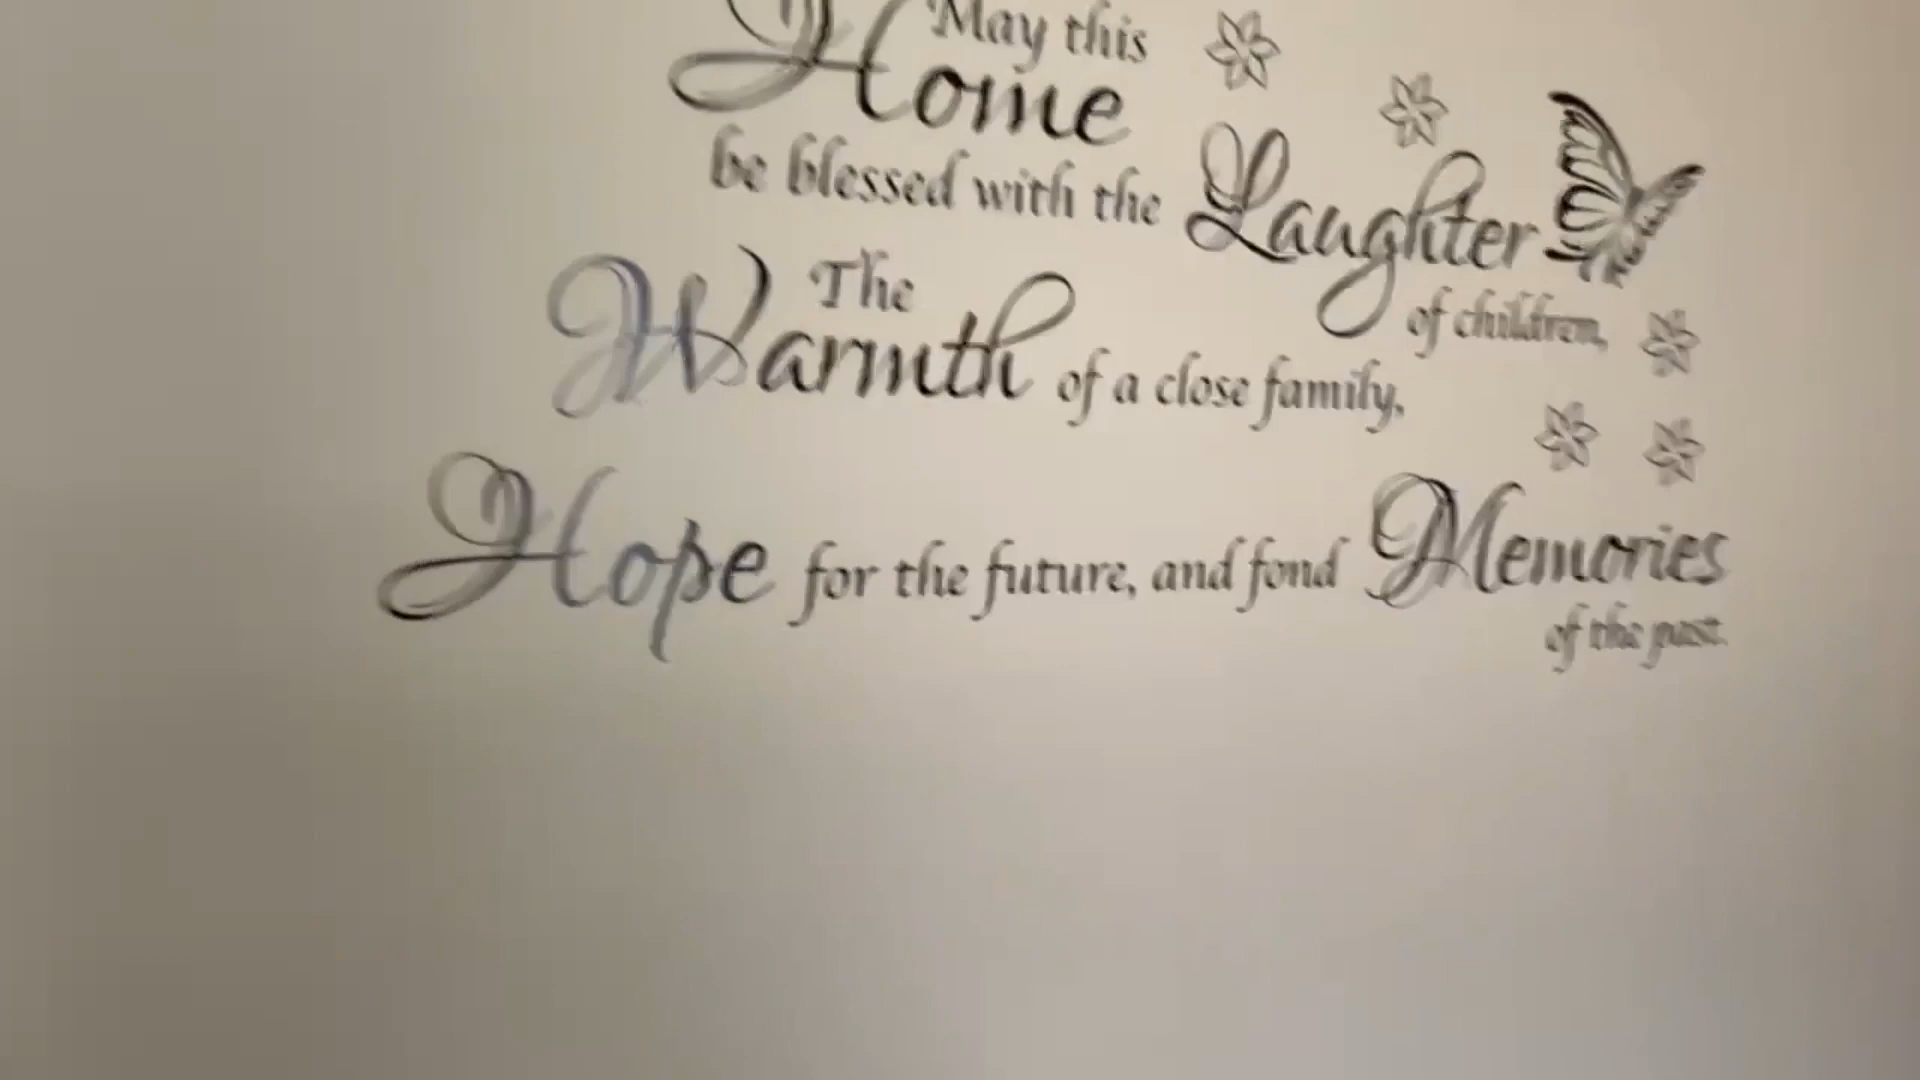 May this
Home
be blessed with the Laughter
of children,
The
Warmth of a close family,
Hope for the future, and fond Memories
of the past.